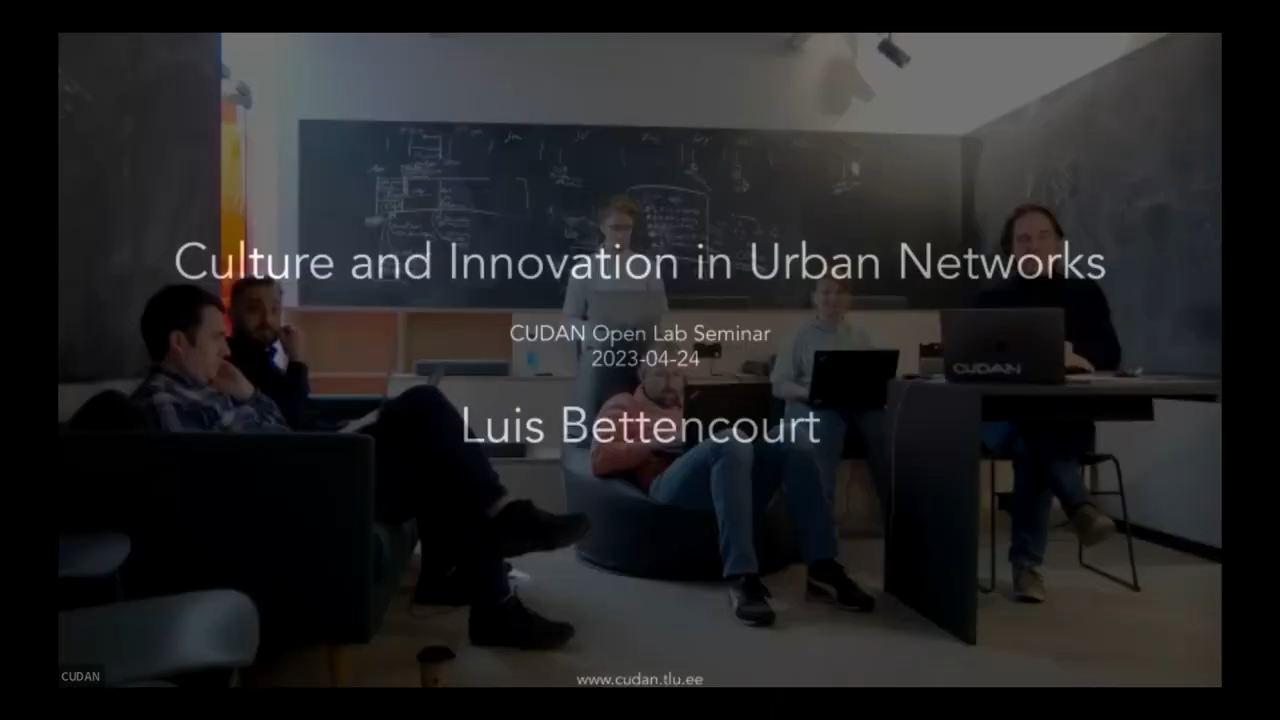 Culture and Innovation in Urban Networks
CUDAN Open Lab Seminar
2023-04-24
Luis Bettencourt
CUDAN
CUDAN
www.cudan.tlu.ee